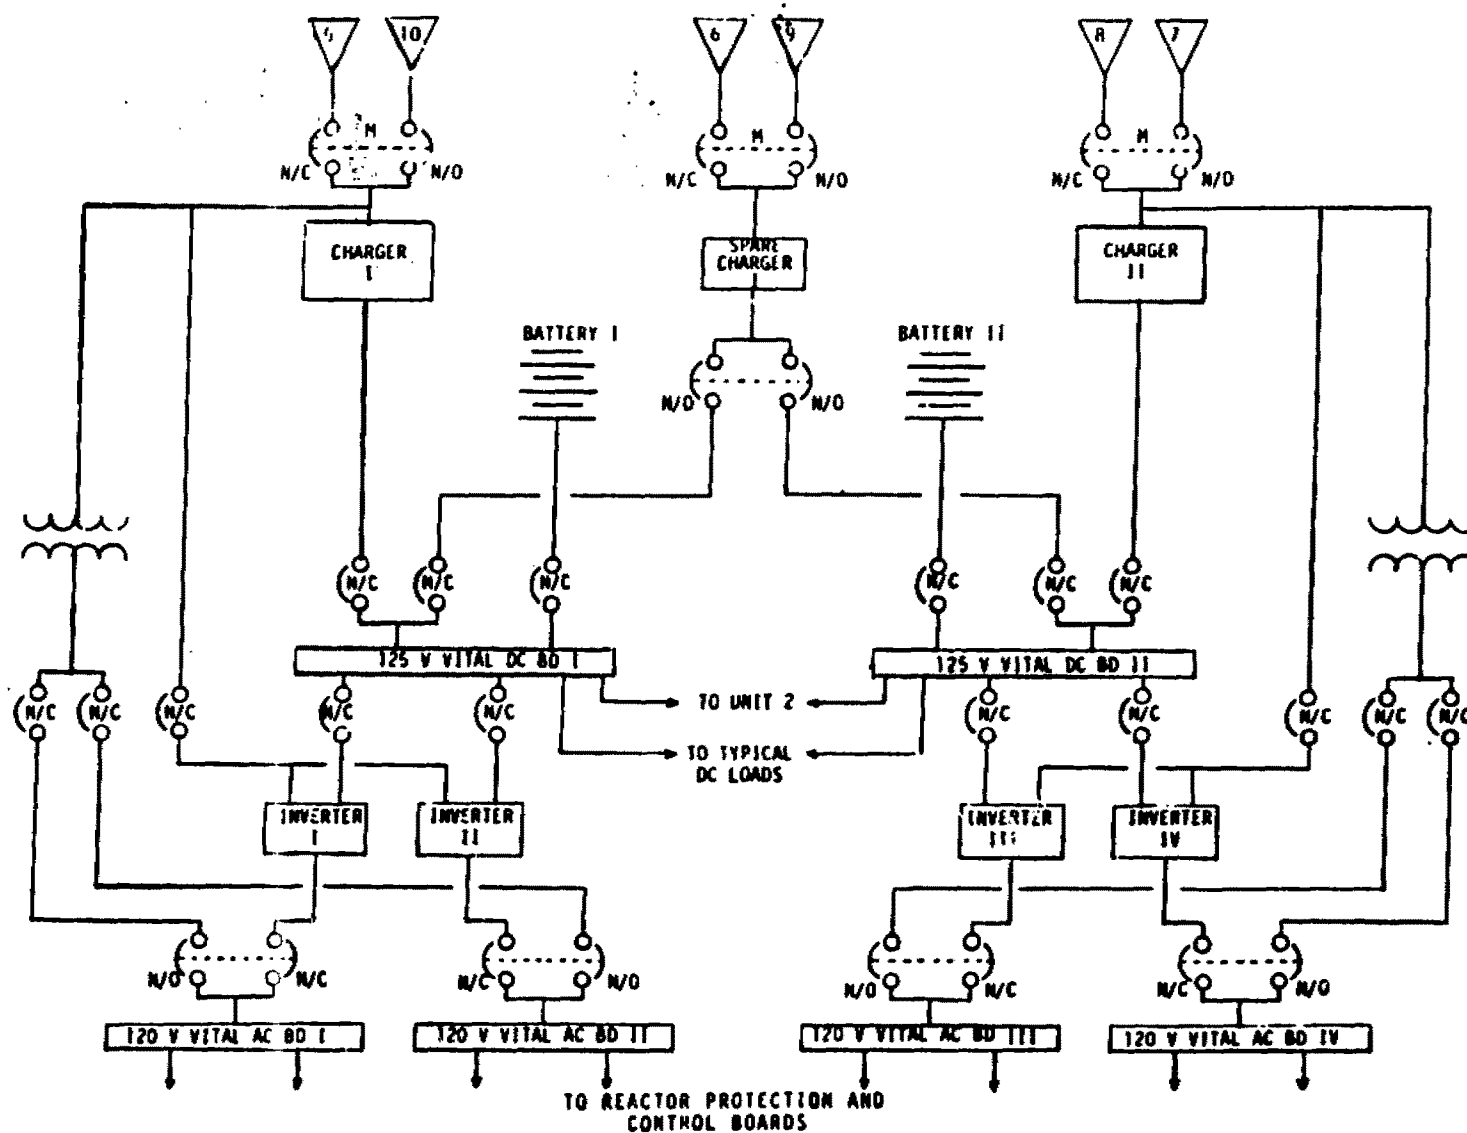 10
6
9
8
7
M
M
M
N/C
N/O
N/C
N/O
N/C
N/O
CHARGER
I
SPARE
CHARGER
CHARGER
II
BATTERY I
BATTERY II
N/O
N/O
N/C
N/C
N/C
N/C
N/C
N/C
125 V VITAL DC BD I
125 V VITAL DC BD II
TO UNIT 2
N/C
N/C
N/C
N/C
N/C
N/C
N/C
N/C
N/C
N/C
TO TYPICAL
DC LOADS
INVERTER
I
INVERTER
II
INVERTER
III
INVERTER
IV
N/O
N/C
N/C
N/O
N/O
N/C
N/C
N/O
120 V VITAL AC BD I
120 V VITAL AC BD II
120 V VITAL AC BD III
120 V VITAL AC BD IV
TO REACTOR PROTECTION AND
CONTROL BOARDS